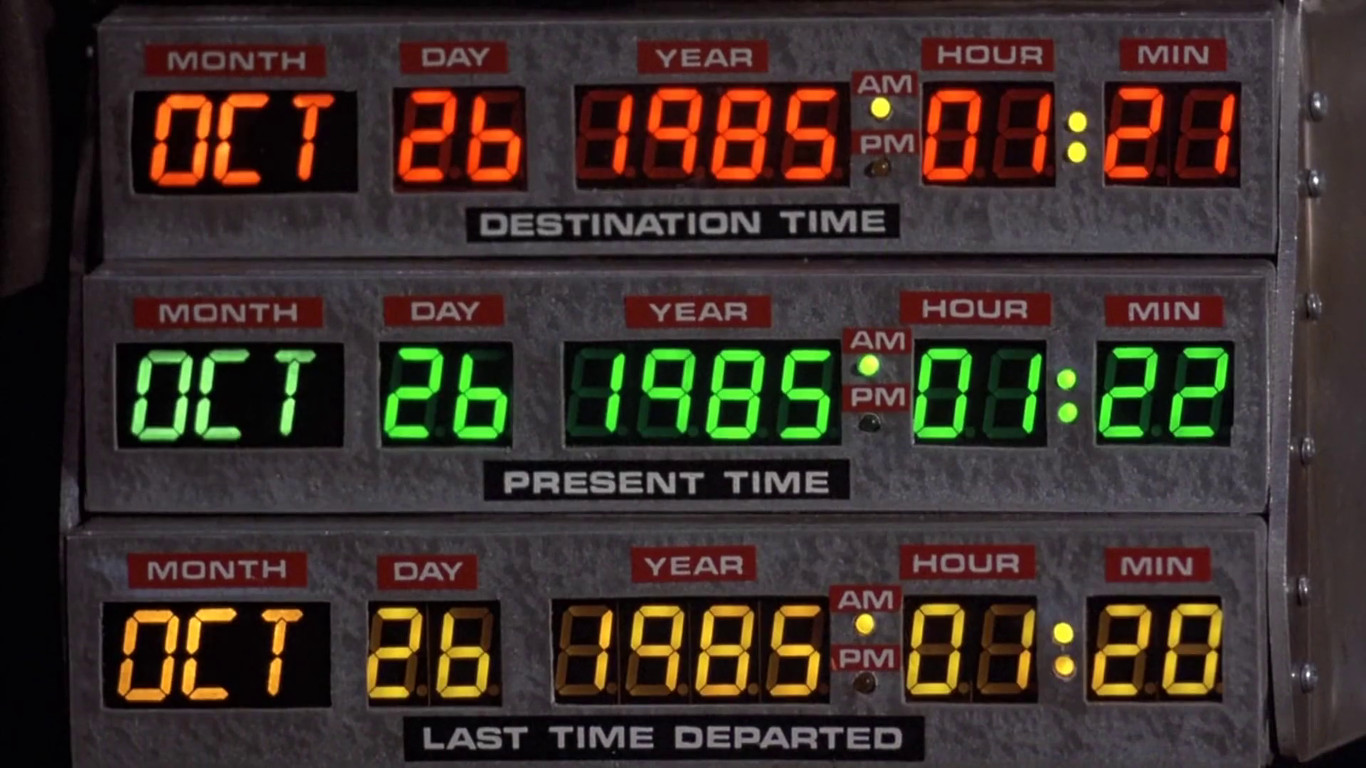 MONTH DAY YEAR HOUR MIN
OCT 26 1985 AM PM 01:21
DESTINATION TIME
MONTH DAY YEAR HOUR MIN
OCT 26 1985 AM PM 01:22
PRESENT TIME
MONTH DAY YEAR HOUR MIN
OCT 26 1985 AM PM 01:20
LAST TIME DEPARTED